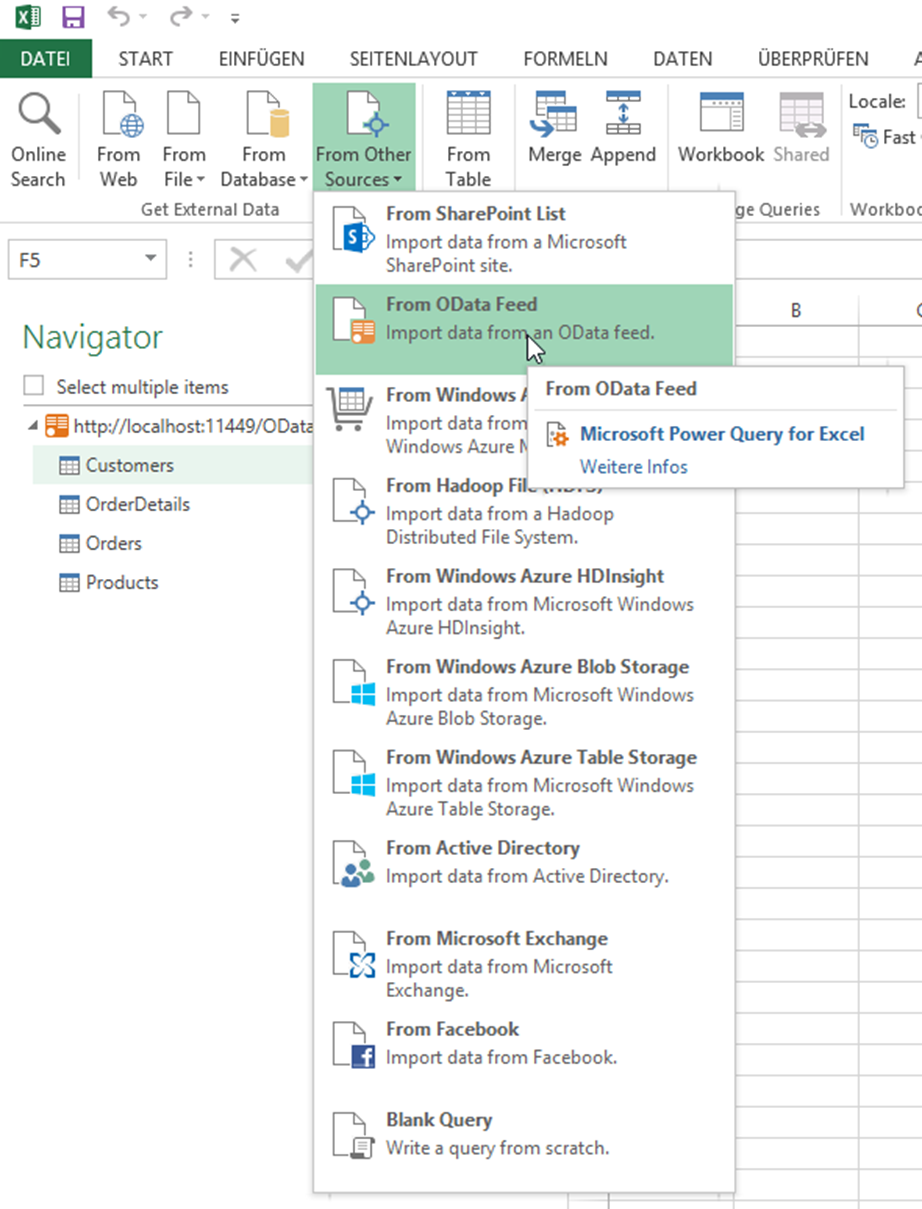 DATEI START EINFÜGEN SEITENLAYOUT FORMELN DATEN ÜBERPRÜFEN
Online Search
From Web
From File
From Database
From Other Sources
From Table
Merge
Append
Workbook
Shared
Locale:
Fast
Get External Data
ge Queries
Workboo
F5
B
Navigator
Select multiple items
http://localhost:11449/OData
Customers
OrderDetails
Orders
Products
From SharePoint List
Import data from a Microsoft
SharePoint site.
From OData Feed
Import data from an OData feed.
From OData Feed
Microsoft Power Query for Excel
Weitere Infos
From Windows A
Import data from
Windows Azure M
From Hadoop File (HDFS)
Import data from a Hadoop
Distributed File System.
From Windows Azure HDInsight
Import data from Microsoft Windows
Azure HDInsight.
From Windows Azure Blob Storage
Import data from Microsoft Windows
Azure Blob Storage.
From Windows Azure Table Storage
Import data from Microsoft Windows
Azure Table Storage.
From Active Directory
Import data from Active Directory.
From Microsoft Exchange
Import data from Microsoft
Exchange.
From Facebook
Import data from Facebook.
Blank Query
Write a query from scratch.